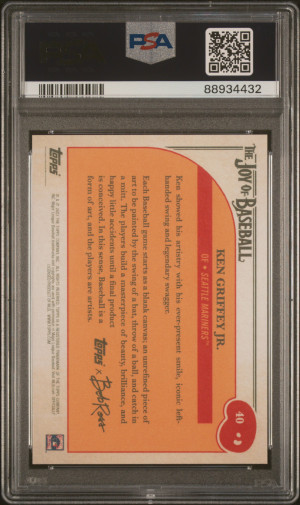 PSA
88934432
THE JOY OF BASEBALL
40
KEN GRIFFEY JR.
OF • SEATTLE MARINERS™
Ken showed his artistry with his ever-present smile, iconic left-
handed swing and legendary swagger.
Each Baseball game starts as a blank canvas; an unrefined piece of
art to be painted by the swing of a bat, throw of a ball, and catch in
a mitt. The players build a masterpiece of beauty, brilliance, and
happy little accidents until a final product
is conceived. In this sense, Baseball is a
form of art, and the players are artists.
Topps x Bob Ross
Topps